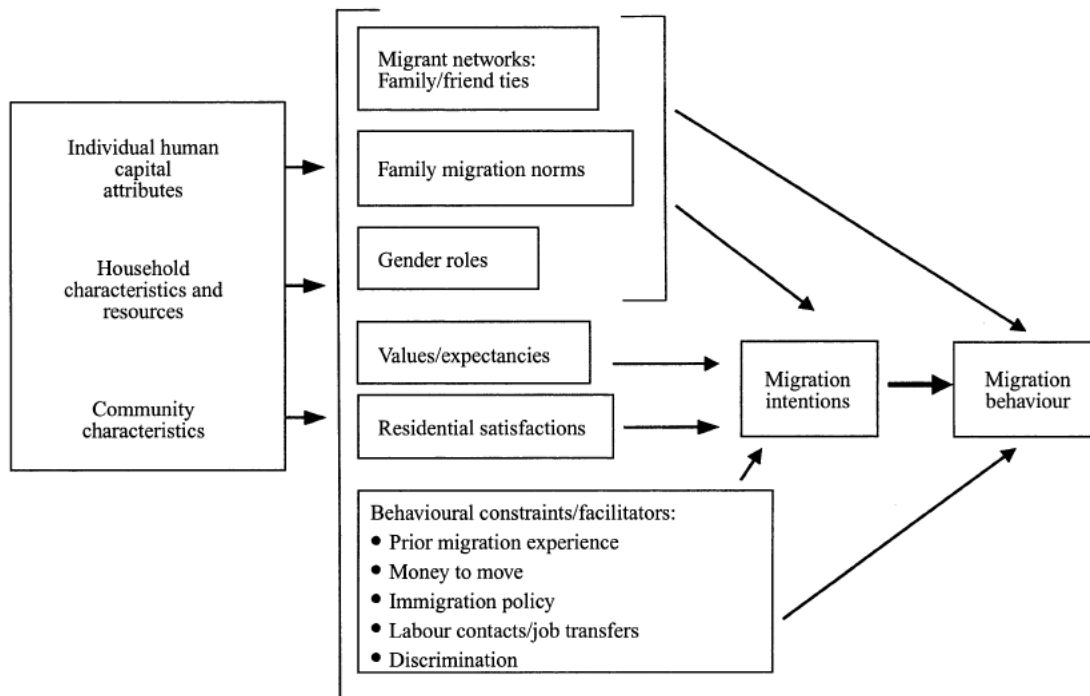 Individual human
capital
attributes
Household
characteristics and
resources
Community
characteristics
Migrant networks:
Family/friend ties
Family migration norms
Gender roles
Values/expectancies
Residential satisfactions
Behavioural constraints/facilitators:
• Prior migration experience
• Money to move
• Immigration policy
• Labour contacts/job transfers
• Discrimination
Migration
intentions
Migration
behaviour